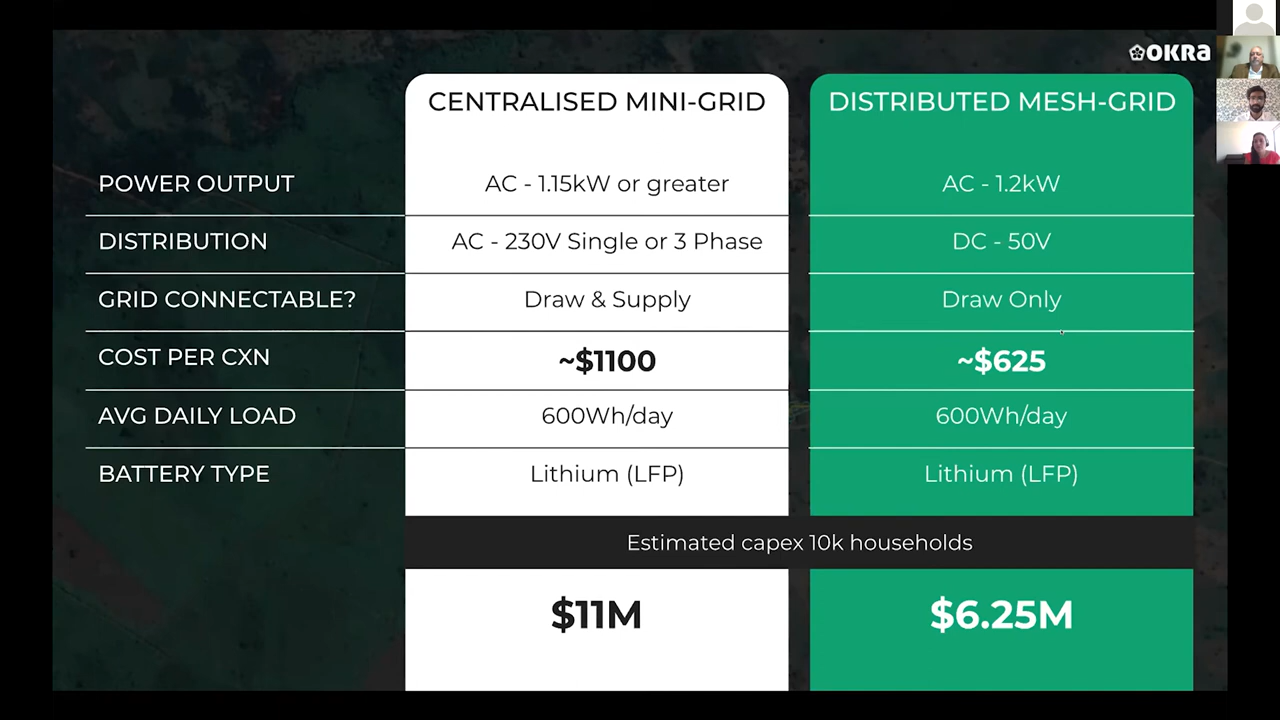 OKRA
CENTRALISED MINI-GRID
DISTRIBUTED MESH-GRID
POWER OUTPUT
AC - 1.15kW or greater
AC - 1.2kW
DISTRIBUTION
AC - 230V Single or 3 Phase
DC - 50V
GRID CONNECTABLE?
Draw & Supply
Draw Only
COST PER CXN
~$1100
~$625
AVG DAILY LOAD
600Wh/day
600Wh/day
BATTERY TYPE
Lithium (LFP)
Lithium (LFP)
Estimated capex 10k households
$11M
$6.25M